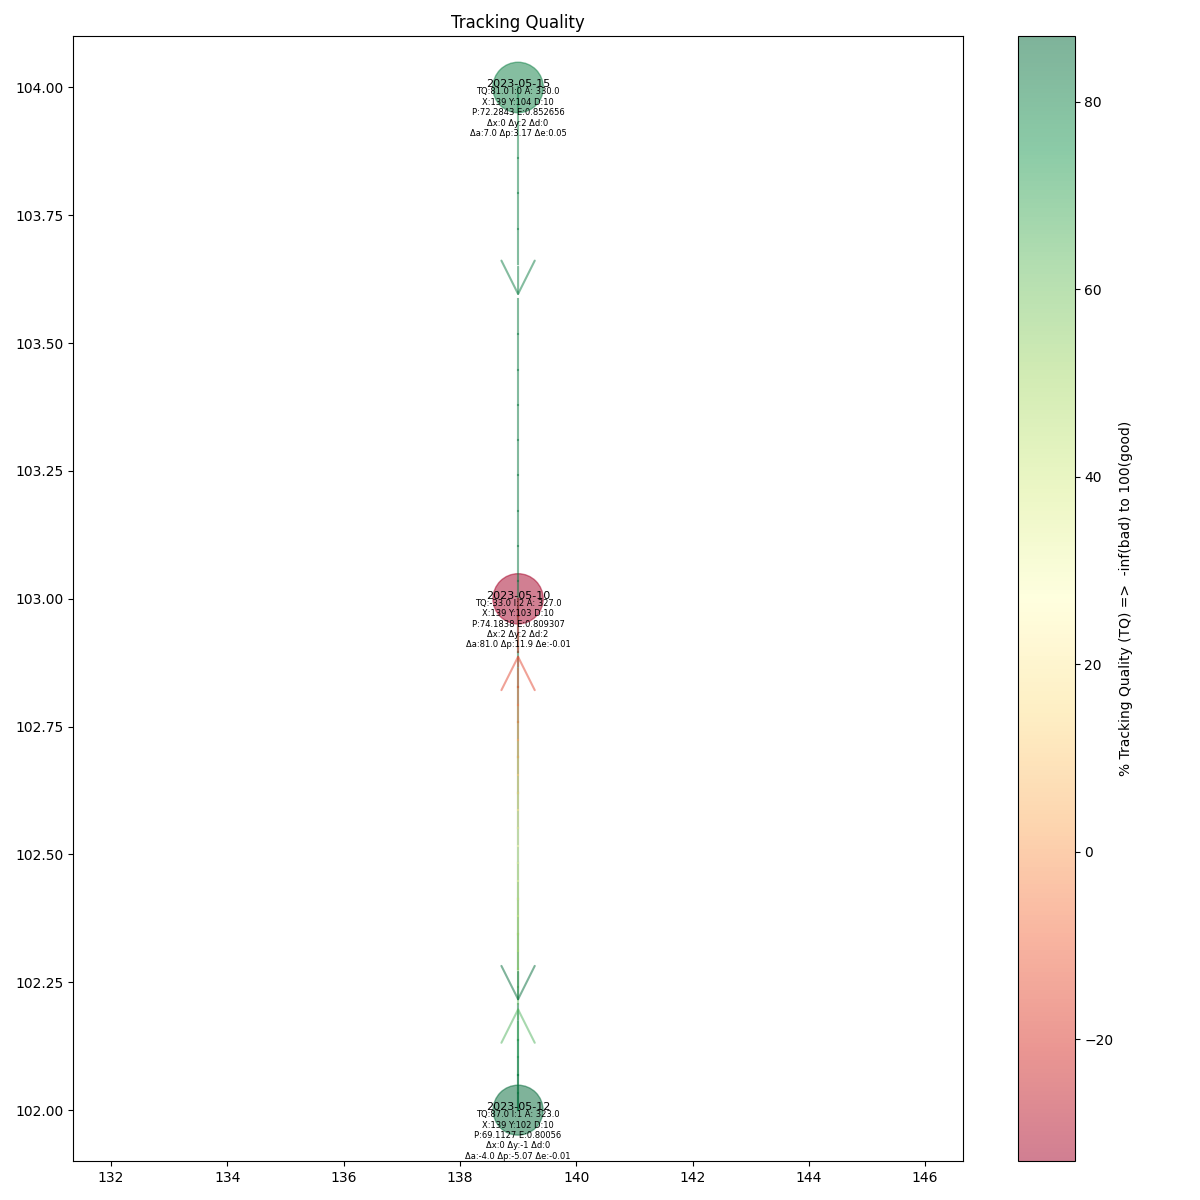 Tracking Quality
104.00
103.75
103.50
103.25
103.00
102.75
102.50
102.25
102.00
132
134
136
138
140
142
144
146
2023-05-15
TQ:81.0 I:0 A: 330.0
X:139 Y:104 D:10
P:72.2843 E:0.852656
Δx:0 Δy:2 Δd:0
Δa:7.0 Δp:3.17 Δe:0.05
2023-05-10
TQ:-33.0 I:2 A: 327.0
X:139 Y:103 D:10
P:74.1838 E:0.809307
Δx:2 Δy:2 Δd:2
Δa:81.0 Δp:11.9 Δe:-0.01
2023-05-12
TQ:87.0 I:1 A: 323.0
X:139 Y:102 D:10
P:69.1127 E:0.80056
Δx:0 Δy:-1 Δd:0
Δa:-4.0 Δp:-5.07 Δe:-0.01
80
60
40
20
0
−20
% Tracking Quality (TQ) => -inf(bad) to 100(good)